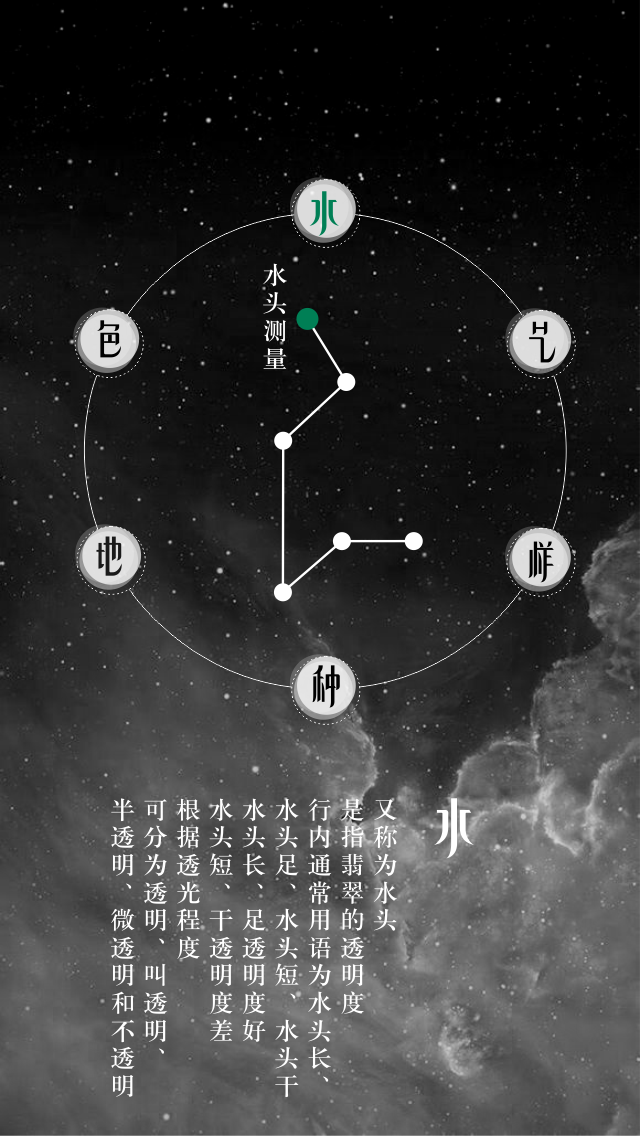 水
色
气
水头测量
地
样
种
水
又称为水头
是指翡翠的透明度
行内通常用语为水头长、
水头足、水头短、水头干
水头长、足透明度好
水头短、干透明度差
根据透光程度
可分为透明、叫透明、
半透明、微透明和不透明